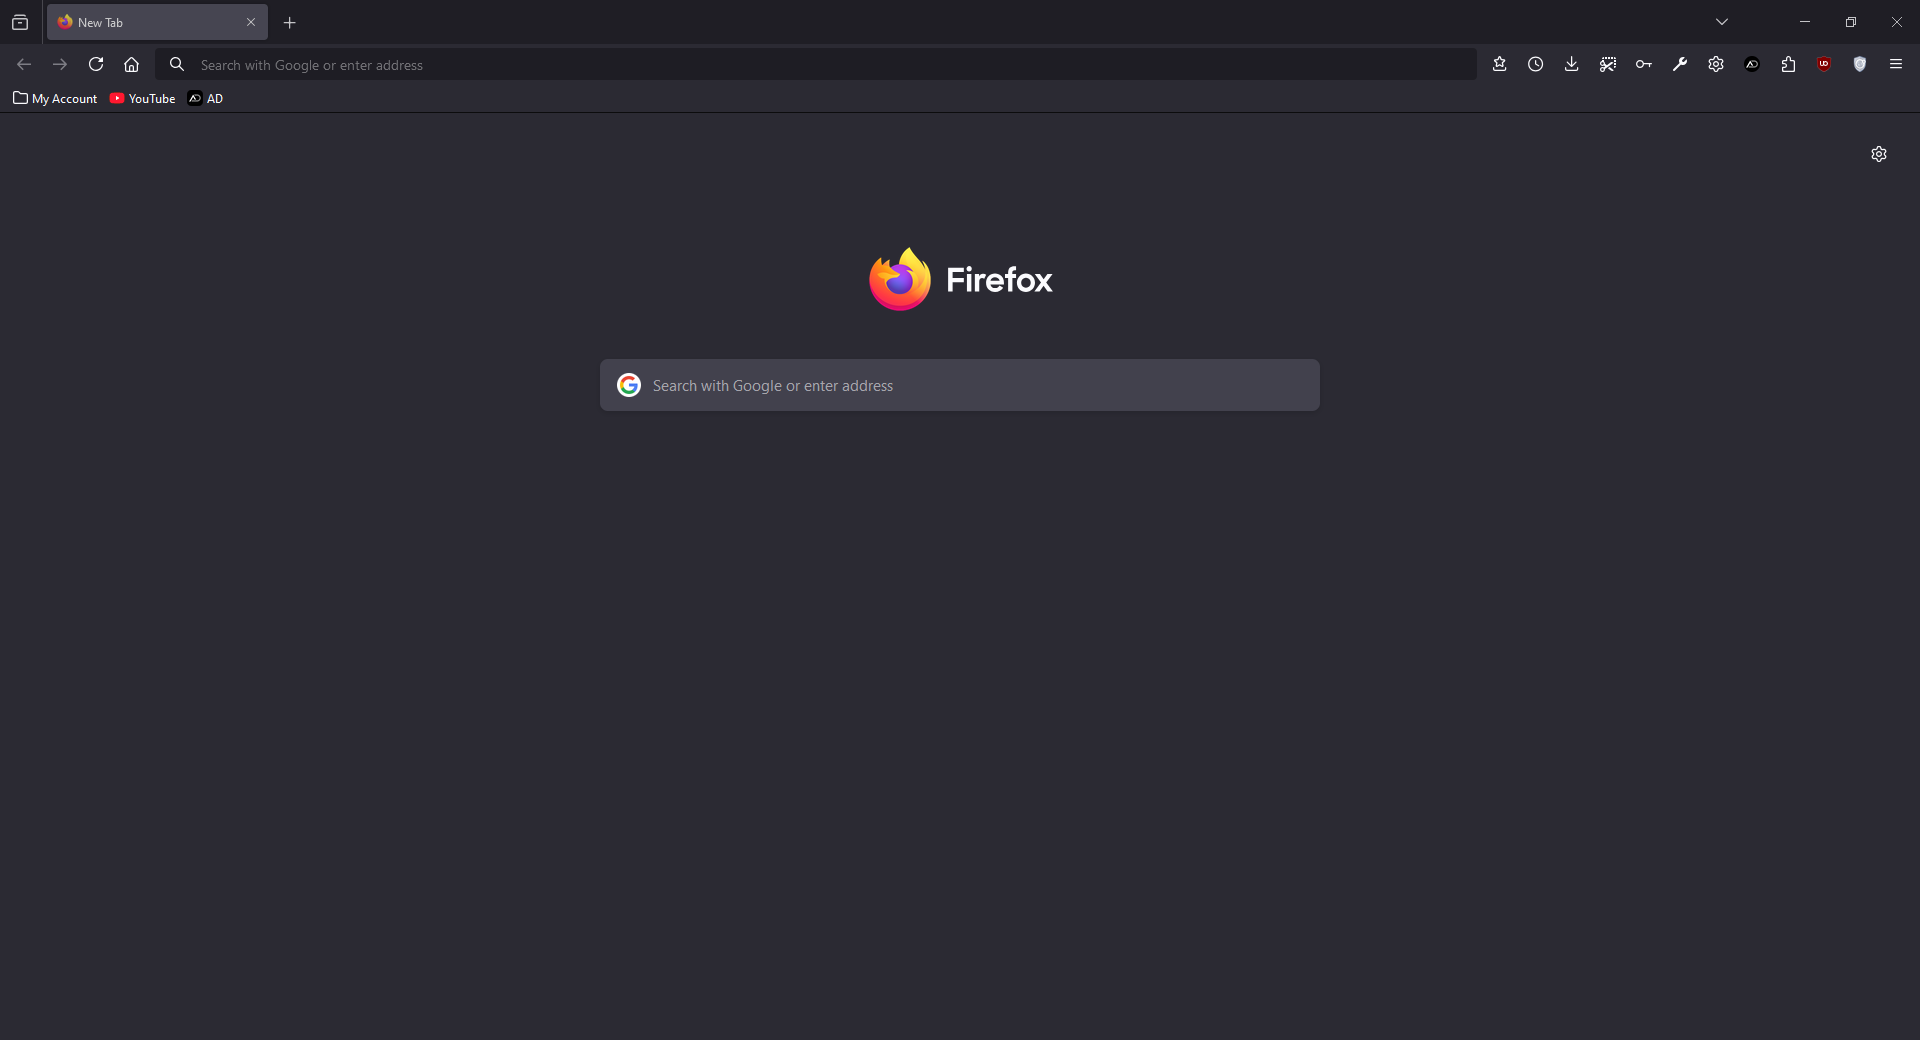 New Tab
Search with Google or enter address
My Account YouTube AD
Firefox
Search with Google or enter address